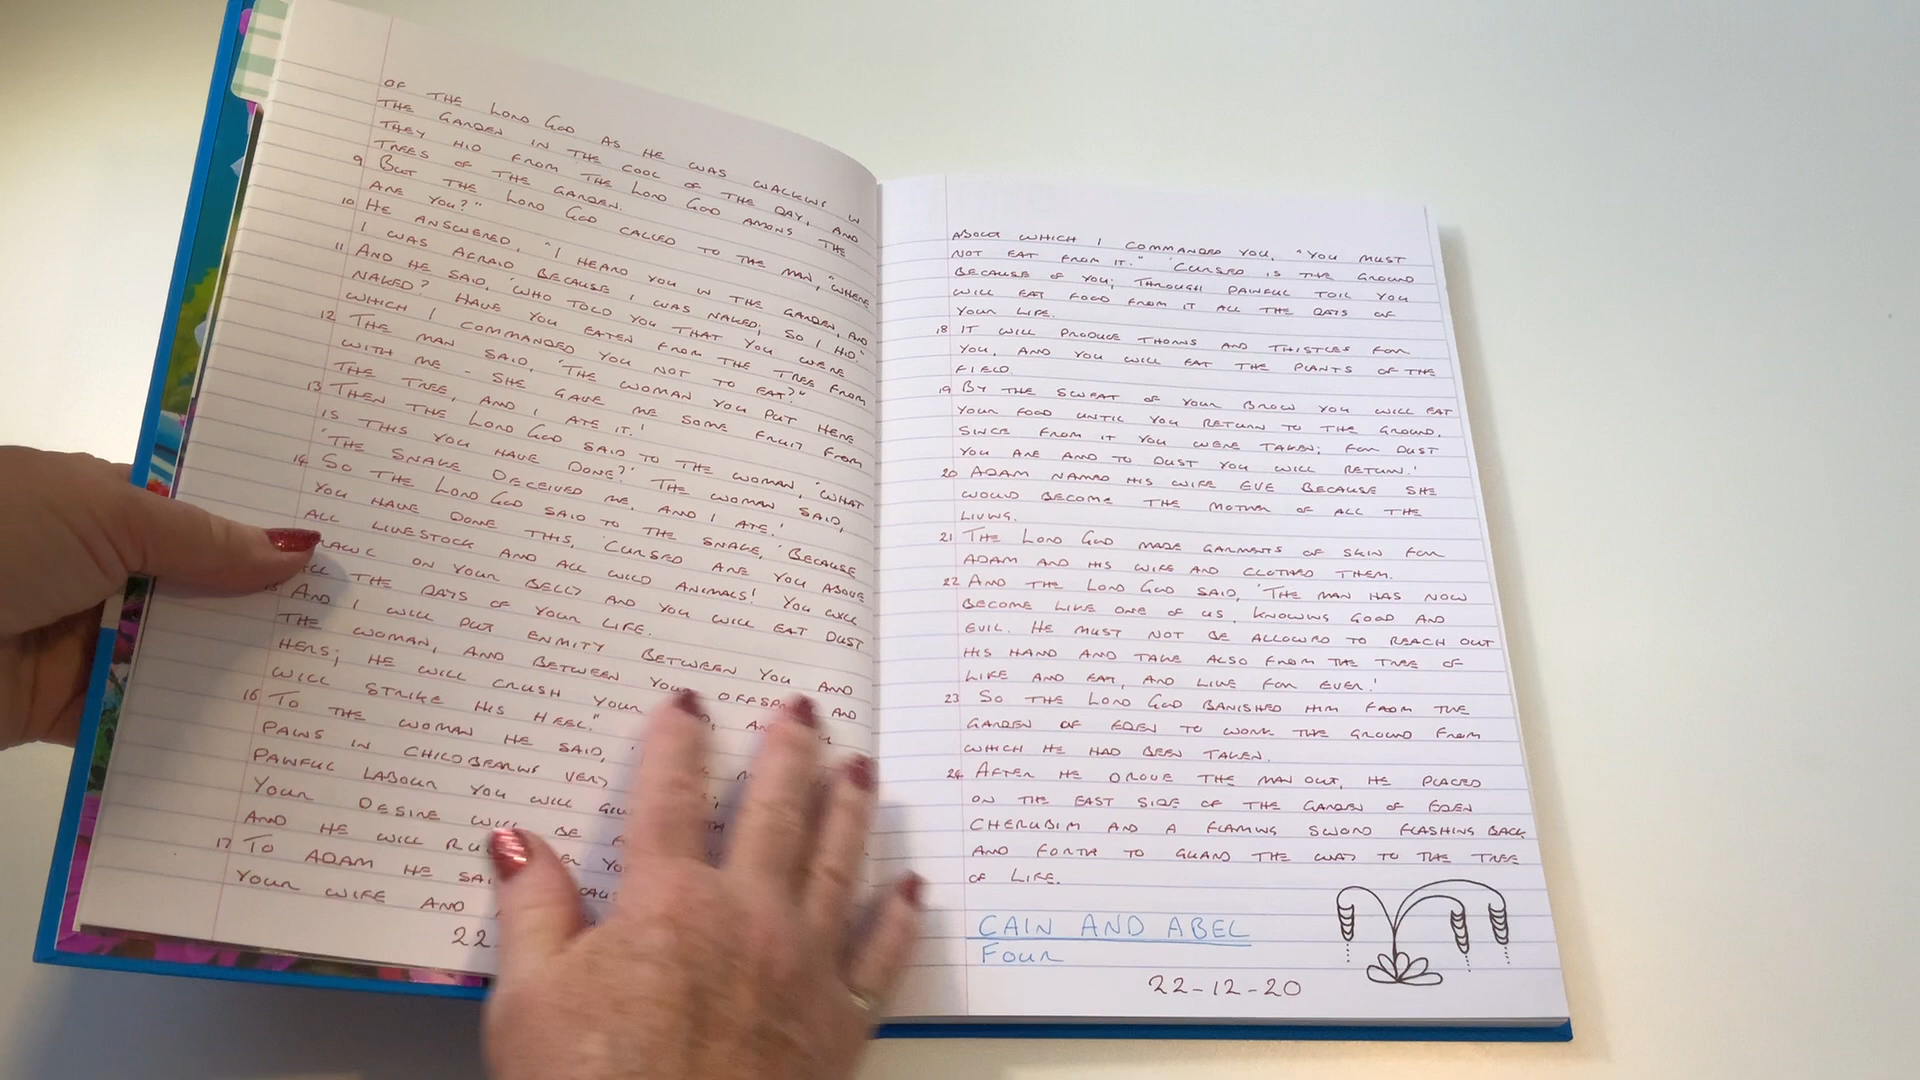 OF THE LORD GOD AS HE WAS WALKING IN
THE GARDEN IN THE COOL OF THE DAY, AND
THEY HID FROM THE LORD GOD AMONG THE
TREES OF THE GARDEN.
9 BUT THE LORD GOD CALLED TO THE MAN, "WHERE
ARE YOU?"
10 HE ANSWERED, "I HEARD YOU IN THE GARDEN, AND
I WAS AFRAID BECAUSE I WAS NAKED; SO I HID."
11 AND HE SAID, WHO TOLD YOU THAT YOU WERE
NAKED? HAVE YOU EATEN FROM THE TREE FROM
WHICH I COMMANDED YOU NOT TO EAT?"
12 THE MAN SAID, "THE WOMAN YOU PUT HERE
WITH ME - SHE GAVE ME SOME FRUIT FROM
THE TREE, AND I ATE IT.'
13 THEN THE LORD GOD SAID TO THE WOMAN, "WHAT
IS THIS YOU HAVE DONE?' THE WOMAN SAID,
'THE SNAKE DECEIVED ME, AND I ATE.'
14 SO THE LORD GOD SAID TO THE SNAKE, 'BECAUSE
YOU HAVE DONE THIS, 'CURSED ARE YOU ABOVE
ALL LIVESTOCK AND ALL WILD ANIMALS! YOU WILL
ON YOUR BELLY AND YOU WILL EAT DUST
THE DAYS OF YOUR LIFE.
AND I WILL PUT ENMITY BETWEEN YOU AND
THE WOMAN, AND BETWEEN YOUR AND
HERS; HE WILL CRUSH YOUR
WILL STRIKE HIS HEEL."
16 TO THE WOMAN HE SAID,
PAINS IN CHILDBEARING VERY
PAINFUL LABOUR YOU WILL
YOUR DESIRE WILL BE
AND HE WILL
17 TO ADAM HE
YOUR WIFE AND
22
ABOUT WHICH I COMMANDED YOU, "YOU MUST
NOT EAT FROM IT." 'CURSED IS THE GROUND
BECAUSE OF YOU; THROUGH PAINFUL TOIL YOU
WILL EAT FOOD FROM IT ALL THE DAYS OF
YOUR LIFE.
18 IT WILL PRODUCE THORNS AND THISTLES FOR
YOU, AND YOU WILL EAT THE PLANTS OF THE
FIELD.
19 BY THE SWEAT OF YOUR BROW YOU WILL EAT
YOUR FOOD UNTIL YOU RETURN TO THE GROUND,
SINCE FROM IT YOU WERE TAKEN; FOR DUST
YOU ARE AND TO DUST YOU WILL RETURN.'
20 ADAM NAMED HIS WIFE EVE BECAUSE SHE
WOULD BECOME THE MOTHER OF ALL THE
LIVING.
21 THE LORD GOD MADE GARMENTS OF SKIN FOR
ADAM AND HIS WIFE AND CLOTHED THEM.
22 AND THE LORD GOD SAID, 'THE MAN HAS NOW
BECOME LIKE ONE OF US, KNOWING GOOD AND
EVIL. HE MUST NOT BE ALLOWED TO REACH OUT
HIS HAND AND TAKE ALSO FROM THE TREE OF
LIKE AND EAT, AND LIVE FOR EVER.'
23 SO THE LORD GOD BANISHED HIM FROM THE
GARDEN OF EDEN TO WORK THE GROUND FROM
WHICH HE HAD BEEN TAKEN.
24 AFTER HE DROVE THE MAN OUT, HE PLACED
ON THE EAST SIDE OF THE GARDEN OF EDEN
CHERUBIM AND A FLAMING SWORD FLASHING BACK
AND FORTH TO GUARD THE WAY TO THE TREE
OF LIFE.
CAIN AND ABEL
FOUR
22-12-20